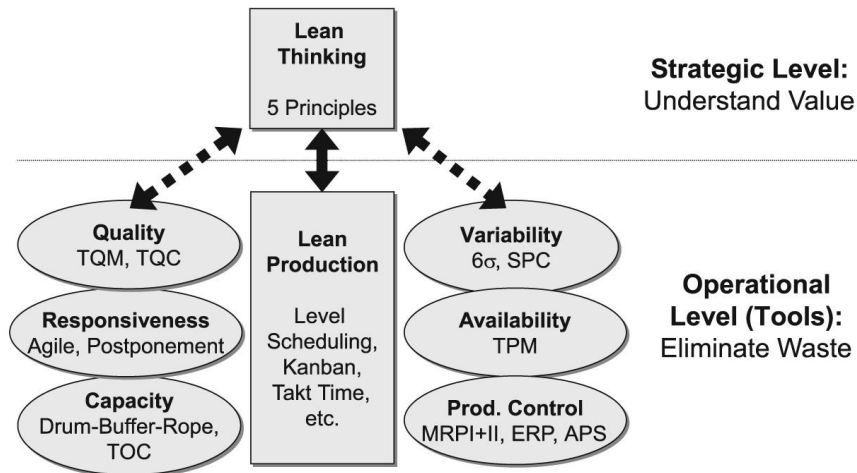 Lean
Thinking
5 Principles
Strategic Level:
Understand Value
Quality
TQM, TQC
Responsiveness
Agile, Postponement
Capacity
Drum-Buffer-Rope,
TOC
Lean
Production
Level
Scheduling,
Kanban,
Takt Time,
etc.
Variability
6σ, SPC
Availability
TPM
Prod. Control
MRPI+II, ERP, APS
Operational
Level (Tools):
Eliminate Waste